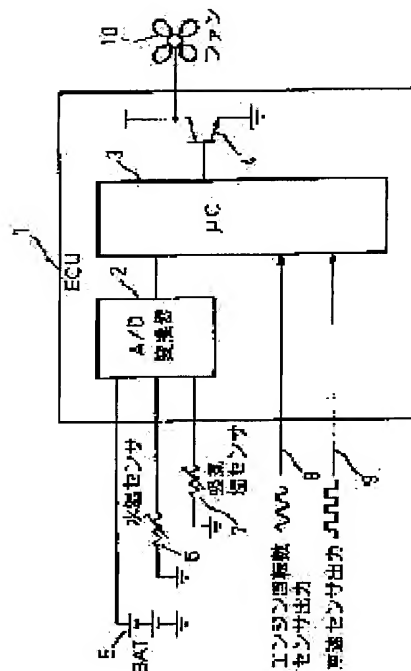 1
ECU
2
A/D
変換器
3
μC
4
10
ファン
5
BAT
水温センサ
6
吸気
温センサ
7
エンジン回転数
センサ出力
8
車速センサ出力
9